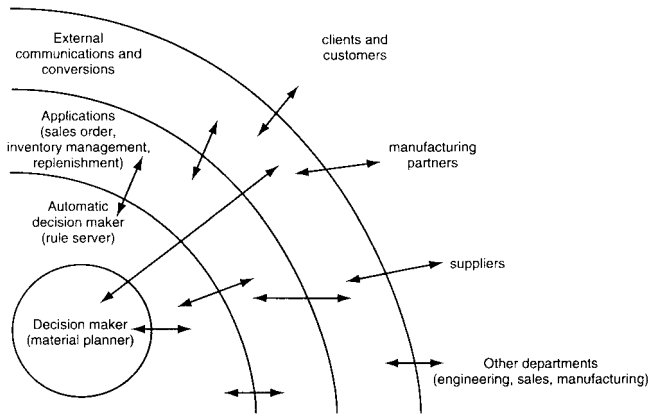 External
communications and
conversions
clients and
customers
Applications
(sales order,
inventory management,
replenishment)
manufacturing
partners
Automatic
decision maker
(rule server)
suppliers
Decision maker
(material planner)
Other departments
(engineering, sales, manufacturing)